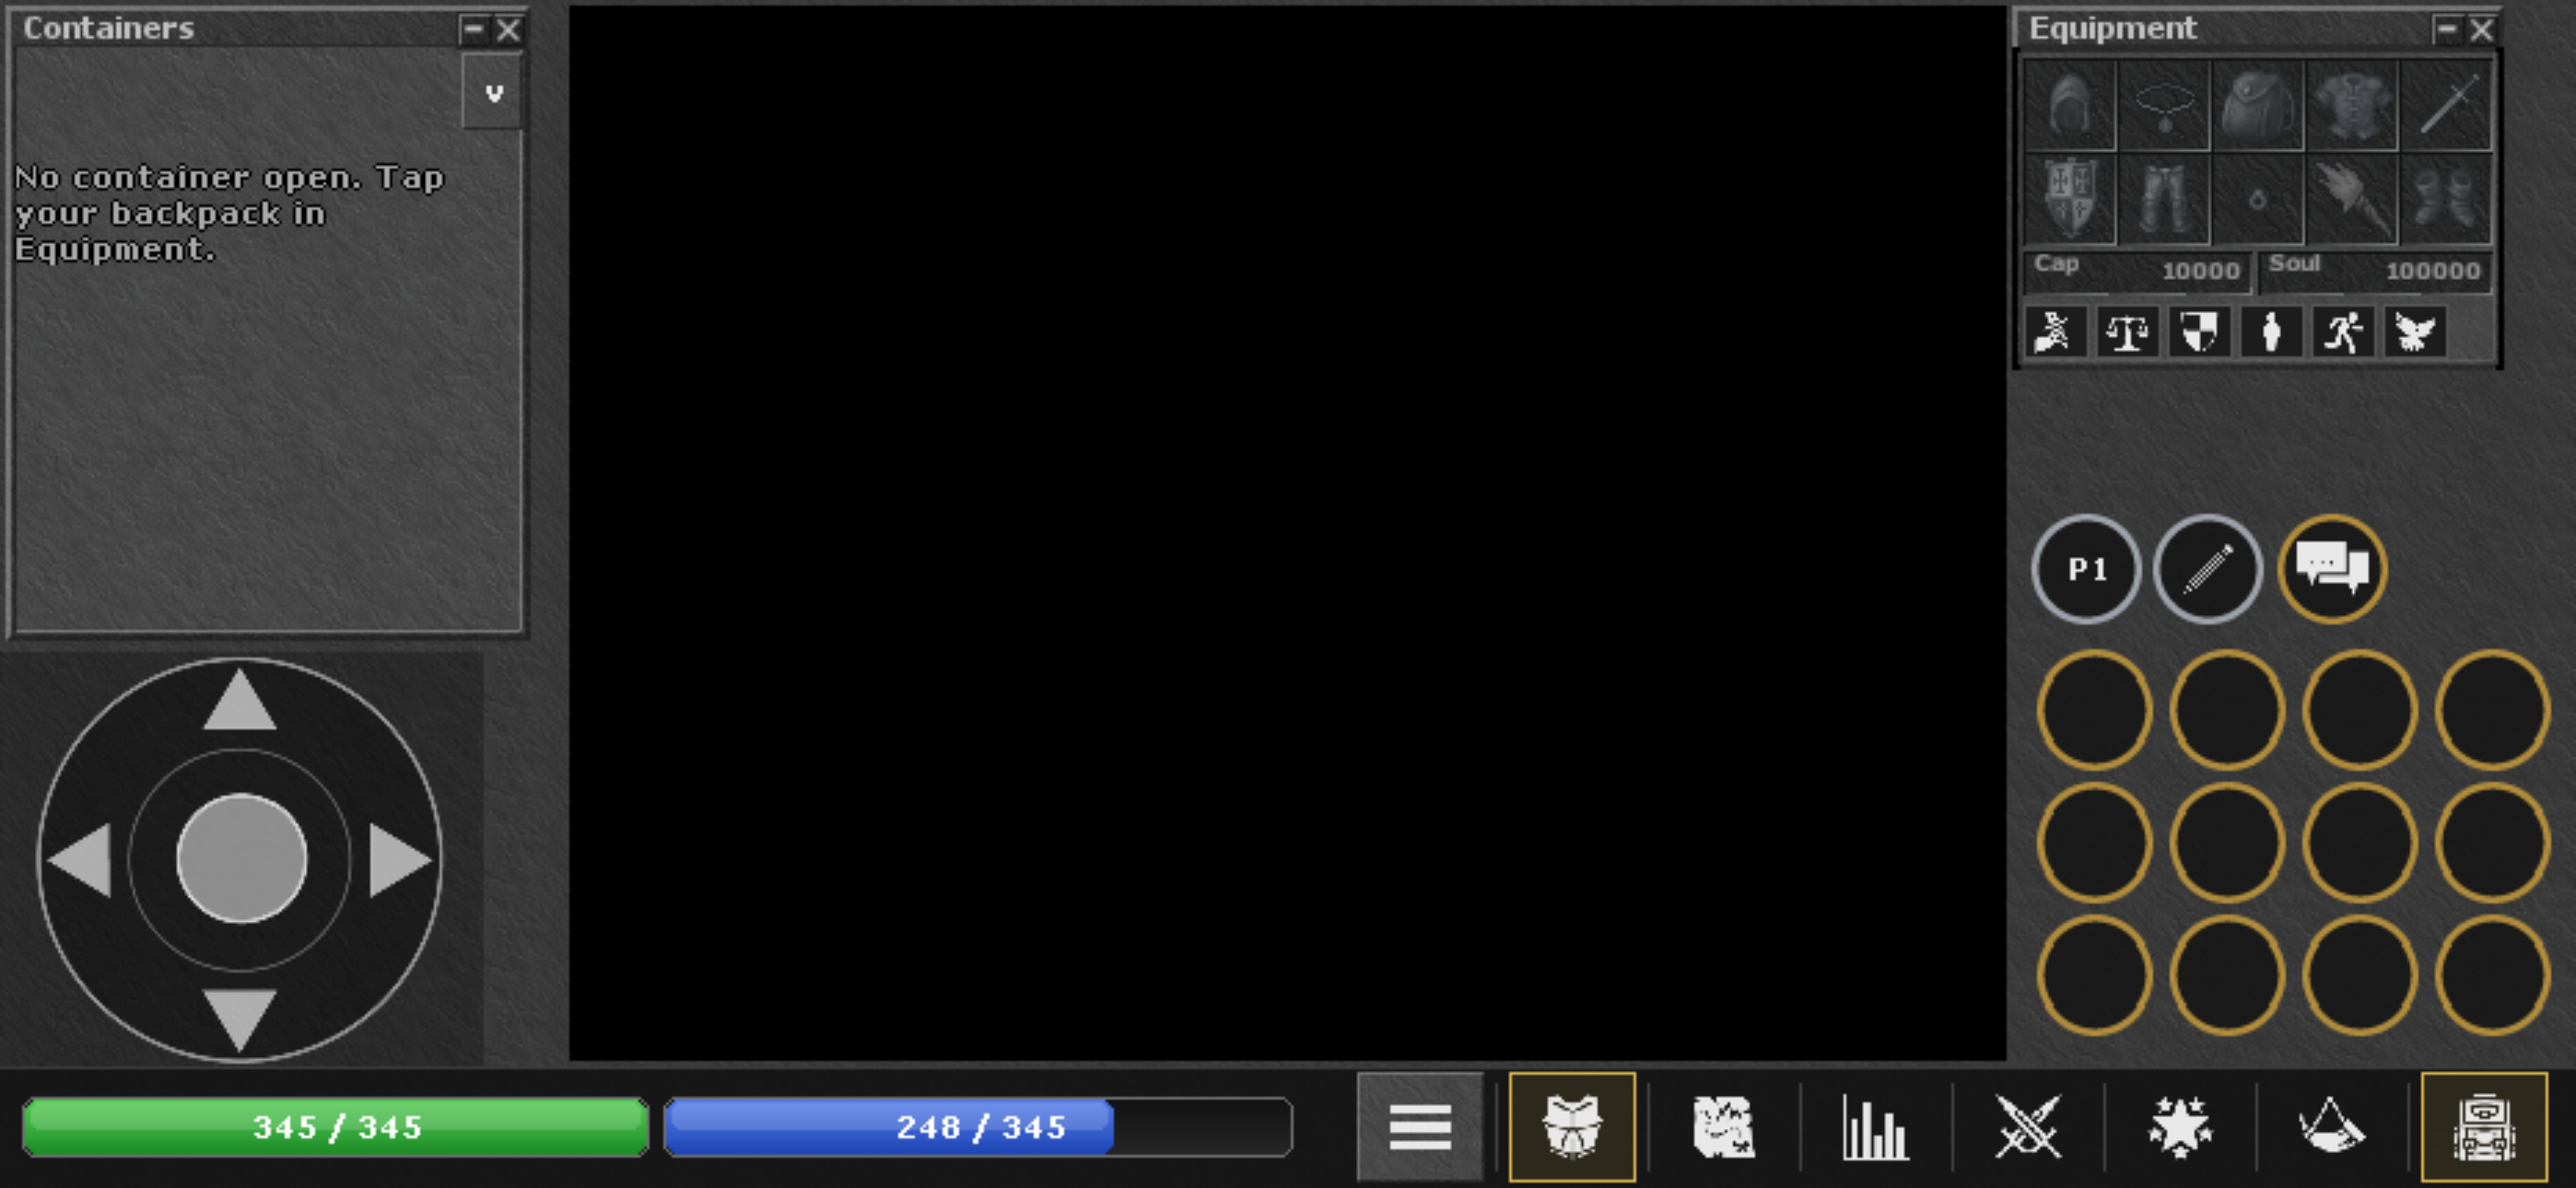 Containers
v
No container open. Tap
your backpack in
Equipment.
Equipment
Cap 10000 Soul 100000
P1
345 / 345
248 / 345